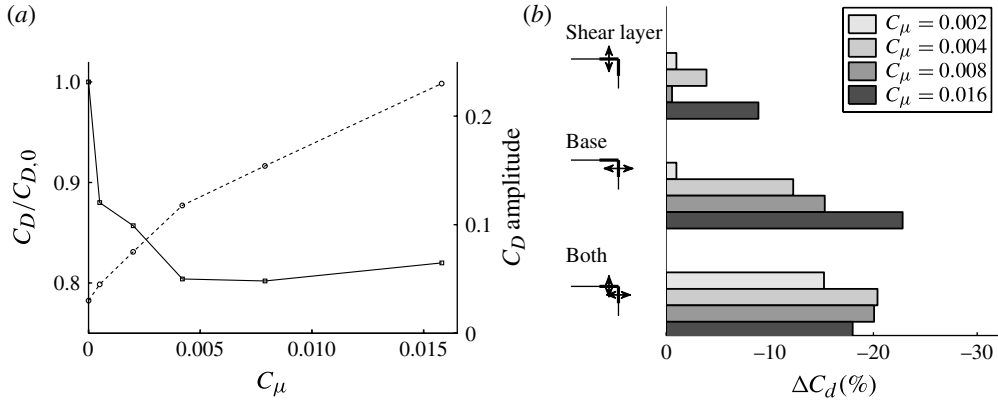 (a)
1.0
0.9
0.8
C_D/C_{D,0}
0.2
0.1
0
C_D amplitude
0
0.005
0.010
0.015
C_μ
(b)
Shear layer
Base
Both
C_μ = 0.002
C_μ = 0.004
C_μ = 0.008
C_μ = 0.016
0
–10
–20
–30
ΔC_d(%)